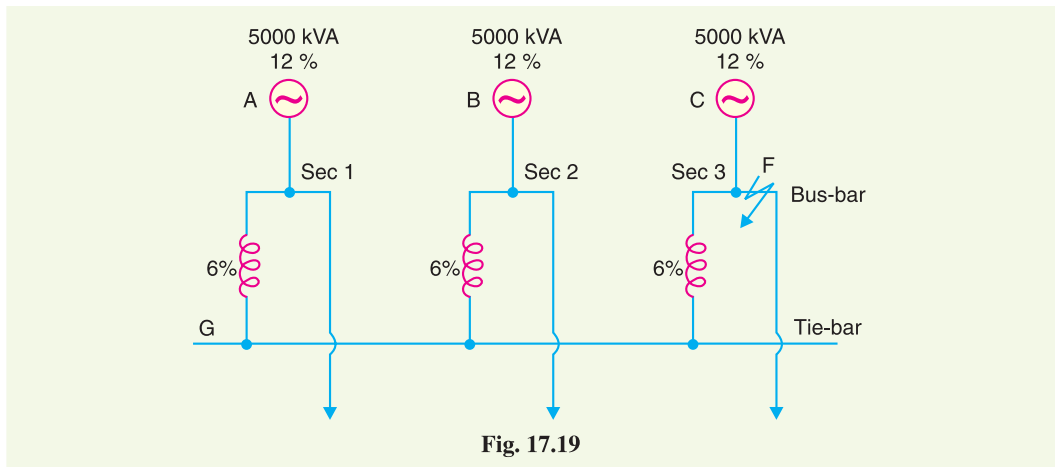 5000 kVA
12 %
A
5000 kVA
12 %
B
5000 kVA
12 %
C
Sec 1
Sec 2
Sec 3
F
Bus-bar
6%
6%
6%
G
Tie-bar
Fig. 17.19